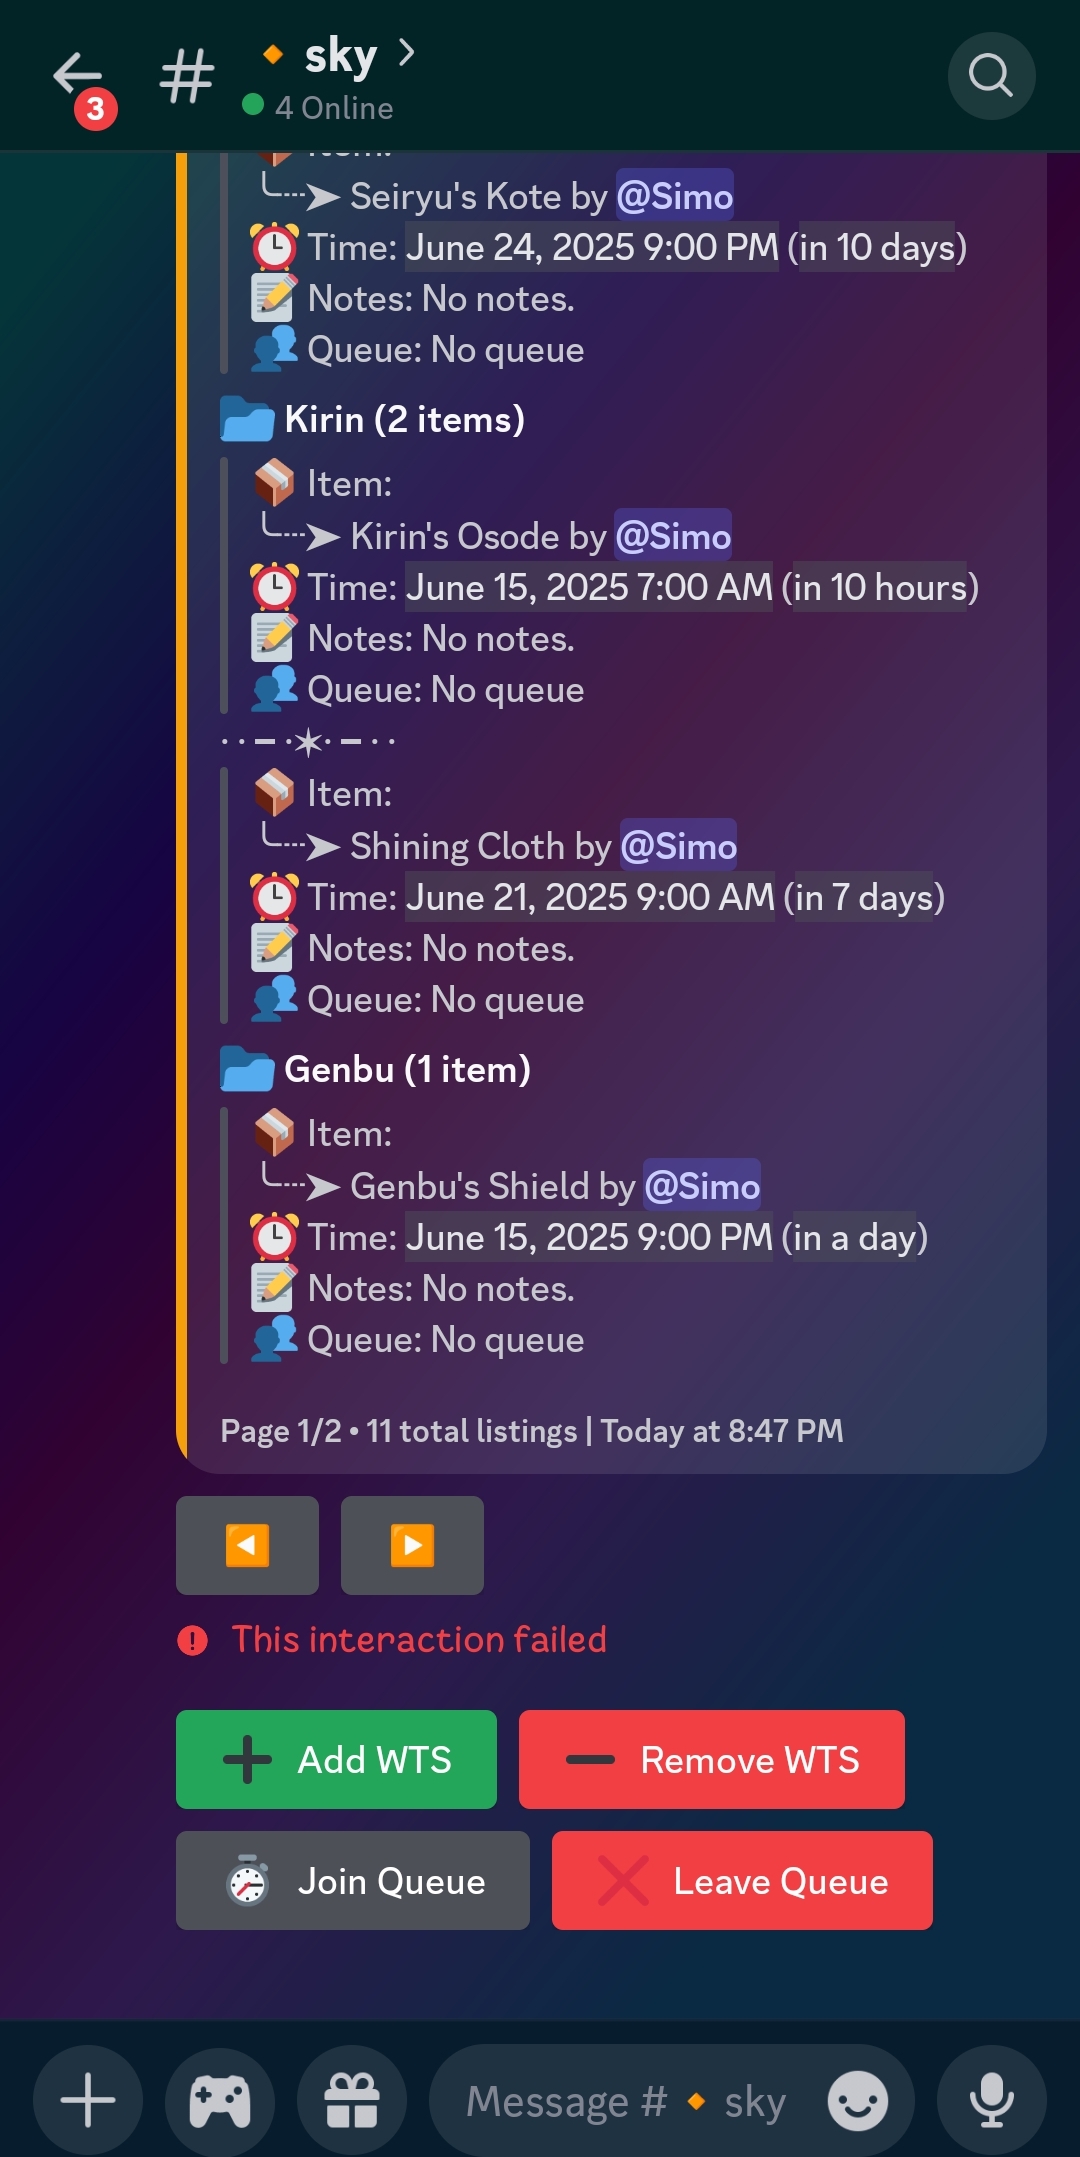 sky
4 Online
3
Item:
Seiryu's Kote by @Simo
Time: June 24, 2025 9:00 PM (in 10 days)
Notes: No notes.
Queue: No queue
Kirin (2 items)
Item:
Kirin's Osode by @Simo
Time: June 15, 2025 7:00 AM (in 10 hours)
Notes: No notes.
Queue: No queue
Item:
Shining Cloth by @Simo
Time: June 21, 2025 9:00 AM (in 7 days)
Notes: No notes.
Queue: No queue
Genbu (1 item)
Item:
Genbu's Shield by @Simo
Time: June 15, 2025 9:00 PM (in a day)
Notes: No notes.
Queue: No queue
Page 1/2 • 11 total listings | Today at 8:47 PM
This interaction failed
Add WTS
Remove WTS
Join Queue
Leave Queue
Message # 🔸 sky